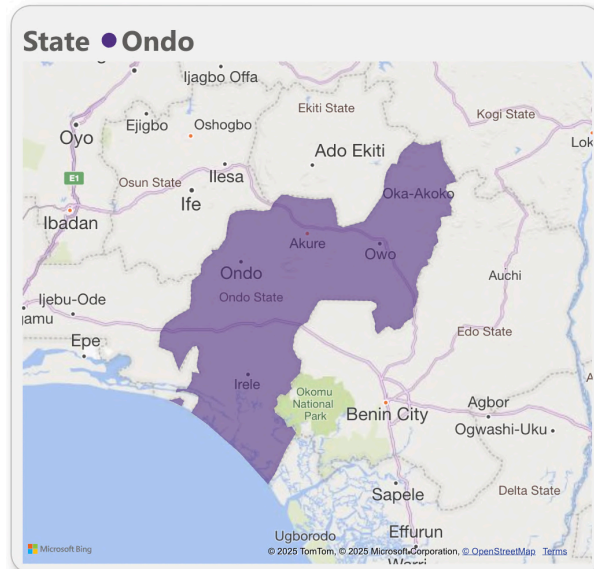 State Ondo
Ijagbo Offa
Ekiti State
Kogi State
Ejigbo
Oshogbo
Oyo
Ado Ekiti
Lok
E1
Ilesa
Osun State
Ife
Oka-Akoko
Ibadan
Akure
Owo
Ondo
Auchi
Ondo State
Ijebu-Ode
gamu
Edo State
Epe
Irele
Okomu
National
Park
Benin City
Agbor
Ogwashi-Uku
Sapele
Delta State
Ugborodo
Effurun
Warri
Microsoft Bing
© 2025 TomTom, © 2025 Microsoft Corporation, © OpenStreetMap Terms